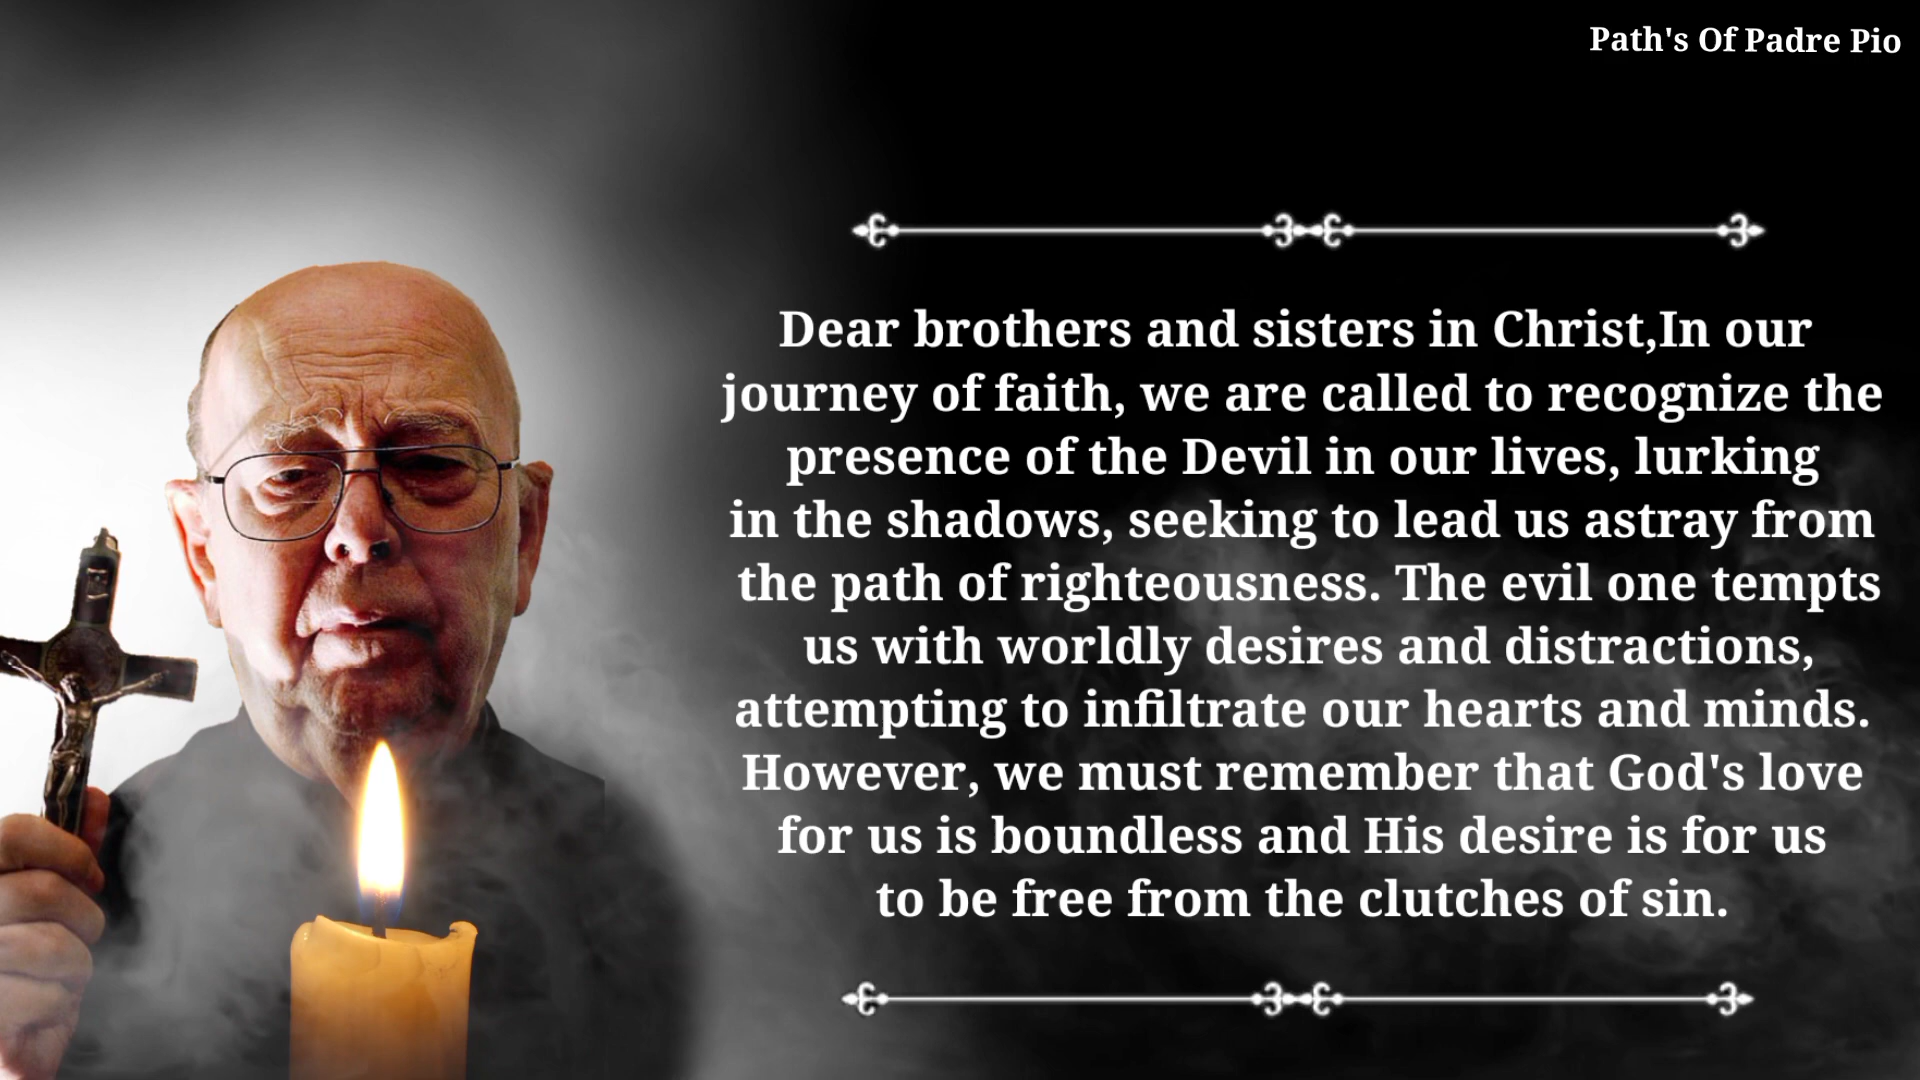 Path's Of Padre Pio
Dear brothers and sisters in Christ,In our
journey of faith, we are called to recognize the
presence of the Devil in our lives, lurking
in the shadows, seeking to lead us astray from
the path of righteousness. The evil one tempts
us with worldly desires and distractions,
attempting to infiltrate our hearts and minds.
However, we must remember that God's love
for us is boundless and His desire is for us
to be free from the clutches of sin.